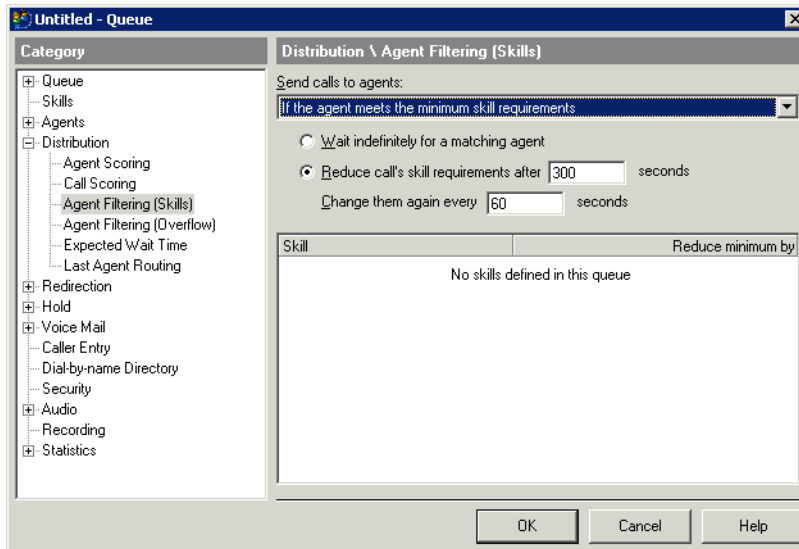 Untitled - Queue
Category
Queue
Skills
Agents
Distribution
Agent Scoring
Call Scoring
Agent Filtering (Skills)
Agent Filtering (Overflow)
Expected Wait Time
Last Agent Routing
Redirection
Hold
Voice Mail
Caller Entry
Dial-by-name Directory
Security
Audio
Recording
Statistics
Distribution \ Agent Filtering (Skills)
Send calls to agents:
If the agent meets the minimum skill requirements
Wait indefinitely for a matching agent
Reduce call's skill requirements after 300 seconds
Change them again every 60 seconds
Skill Reduce minimum by
No skills defined in this queue
OK Cancel Help